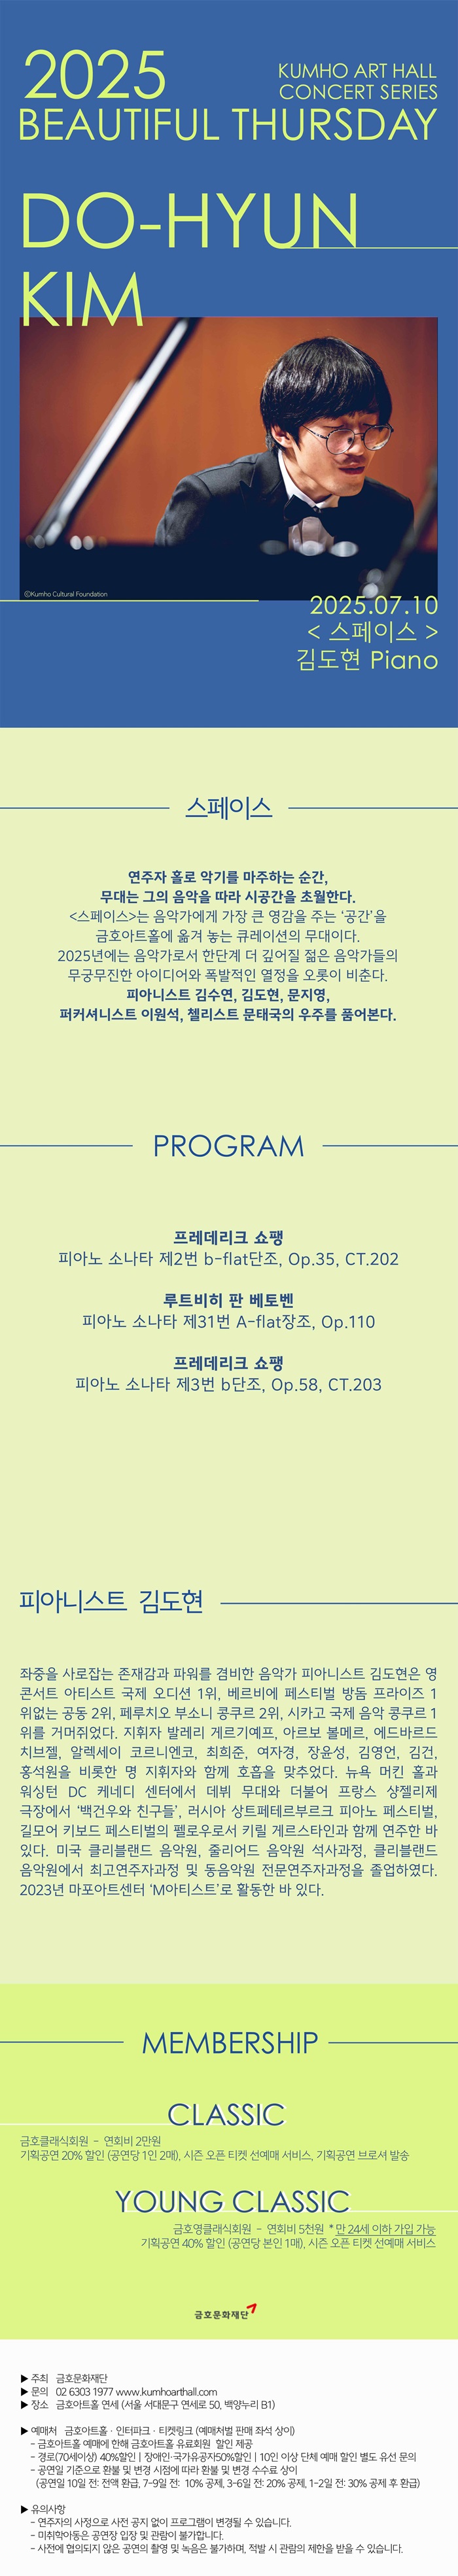 2025
KUMHO ART HALL
CONCERT SERIES
BEAUTIFUL THURSDAY
DO-HYUN
KIM
©Kumho Cultural Foundation
2025.07.10
< 스페이스 >
김도현 Piano
스페이스
연주자 홀로 악기를 마주하는 순간,
무대는 그의 음악을 따라 시공간을 초월한다.
<스페이스>는 음악가에게 가장 큰 영감을 주는 ‘공간’을
금호아트홀에 옮겨 놓는 큐레이션의 무대이다.
2025년에는 음악가로서 한단계 더 깊어질 젊은 음악가들의
무궁무진한 아이디어와 폭발적인 열정을 오롯이 비춘다.
피아니스트 김수연, 김도현, 문지영,
퍼커셔니스트 이원석, 첼리스트 문태국의 우주를 품어본다.
PROGRAM
프레데리크 쇼팽
피아노 소나타 제2번 b-flat단조, Op.35, CT.202
루트비히 판 베토벤
피아노 소나타 제31번 A-flat장조, Op.110
프레데리크 쇼팽
피아노 소나타 제3번 b단조, Op.58, CT.203
피아니스트 김도현
좌중을 사로잡는 존재감과 파워를 겸비한 음악가 피아니스트 김도현은 영
콘서트 아티스트 국제 오디션 1위, 베르비에 페스티벌 방돔 프라이즈 1
위없는 공동 2위, 페루치오 부소니 콩쿠르 2위, 시카고 국제 음악 콩쿠르 1
위를 거머쥐었다. 지휘자 발레리 게르기예프, 아르보 볼메르, 에드바르드
치브젤, 알렉세이 코르니엔코, 최희준, 여자경, 장윤성, 김영언, 김건,
홍석원을 비롯한 명 지휘자와 함께 호흡을 맞추었다. 뉴욕 머킨 홀과
워싱턴 DC 케네디 센터에서 데뷔 무대와 더불어 프랑스 샹젤리제
극장에서 ‘백건우와 친구들’, 러시아 상트페테르부르크 피아노 페스티벌,
길모어 키보드 페스티벌의 펠로우로서 키릴 게르스타인과 함께 연주한 바
있다. 미국 클리블랜드 음악원, 줄리어드 음악원 석사과정, 클리블랜드
음악원에서 최고연주자과정 및 동음악원 전문연주자과정을 졸업하였다.
2023년 마포아트센터 ‘M아티스트’로 활동한 바 있다.
MEMBERSHIP
CLASSIC
금호클래식회원 - 연회비 2만원
기획공연 20% 할인 (공연당 1인 2매), 시즌 오픈 티켓 선예매 서비스, 기획공연 브로셔 발송
YOUNG CLASSIC
금호영클래식회원 - 연회비 5천원 * 만 24세 이하 가입 가능
기획공연 40% 할인 (공연당 본인 1매), 시즌 오픈 티켓 선예매 서비스
금호문화재단
▶ 주최 금호문화재단
▶ 문의 02 6303 1977 www.kumhoarthall.com
▶ 장소 금호아트홀 연세 (서울 서대문구 연세로 50, 백양누리 B1)
▶ 예매처 금호아트홀 · 인터파크 · 티켓링크 (예매처별 판매 좌석 상이)
- 금호아트홀 예매에 한해 금호아트홀 유료회원 할인 제공
- 경로(70세이상) 40%할인 | 장애인·국가유공자50%할인 | 10인 이상 단체 예매 할인 별도 유선 문의
- 공연일 기준으로 환불 및 변경 시점에 따라 환불 및 변경 수수료 상이
(공연일 10일 전: 전액 환급, 7-9일 전: 10% 공제, 3-6일 전: 20% 공제, 1-2일 전: 30% 공제 후 환급)
▶ 유의사항
- 연주자의 사정으로 사전 공지 없이 프로그램이 변경될 수 있습니다.
- 미취학아동은 공연장 입장 및 관람이 불가합니다.
- 사전에 협의되지 않은 공연의 촬영 및 녹음은 불가하며, 적발 시 관람의 제한을 받을 수 있습니다.